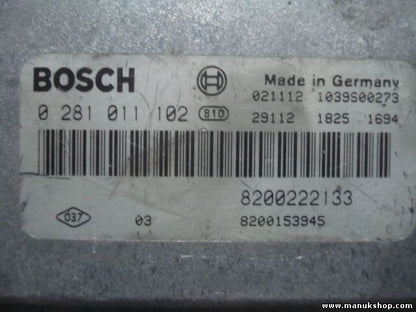 BOSCH Made in Germany
021112 1039S00273
0 281 011 102 810 29112 1825 1694
8200222133
037 03 8200153945
www.manukshop.com